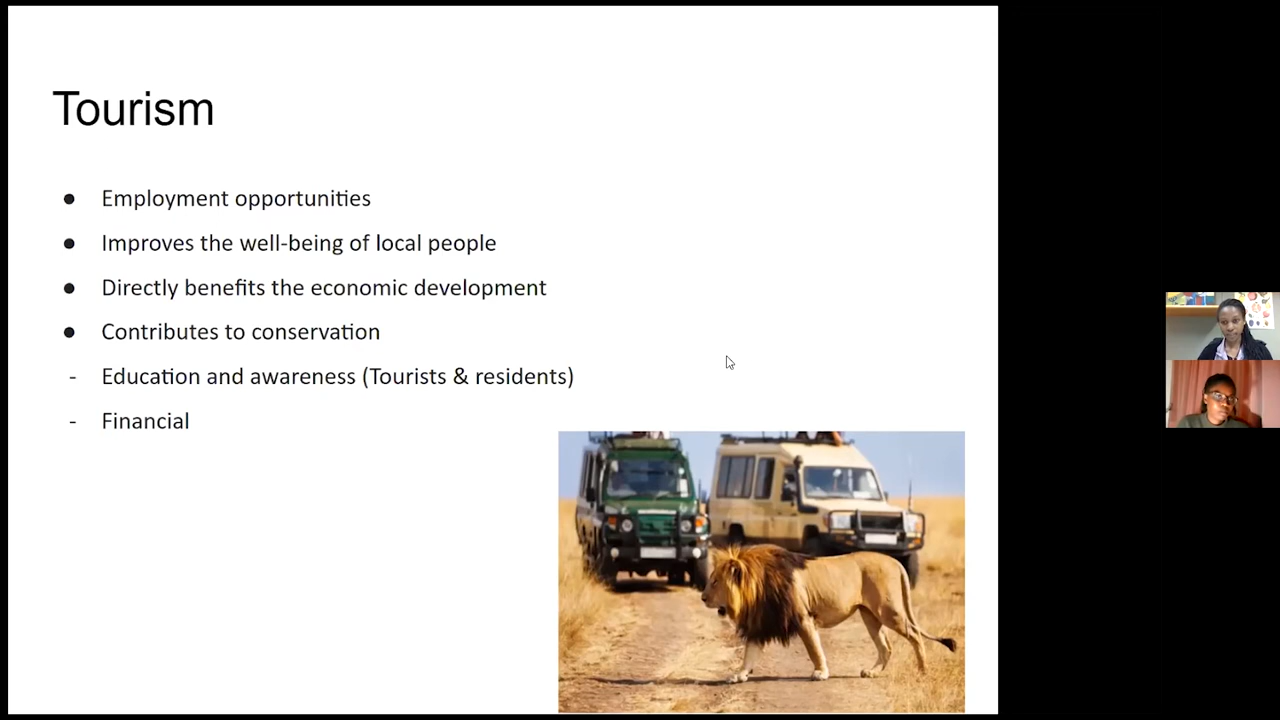 Tourism
● Employment opportunities
● Improves the well-being of local people
● Directly benefits the economic development
● Contributes to conservation
- Education and awareness (Tourists & residents)
- Financial